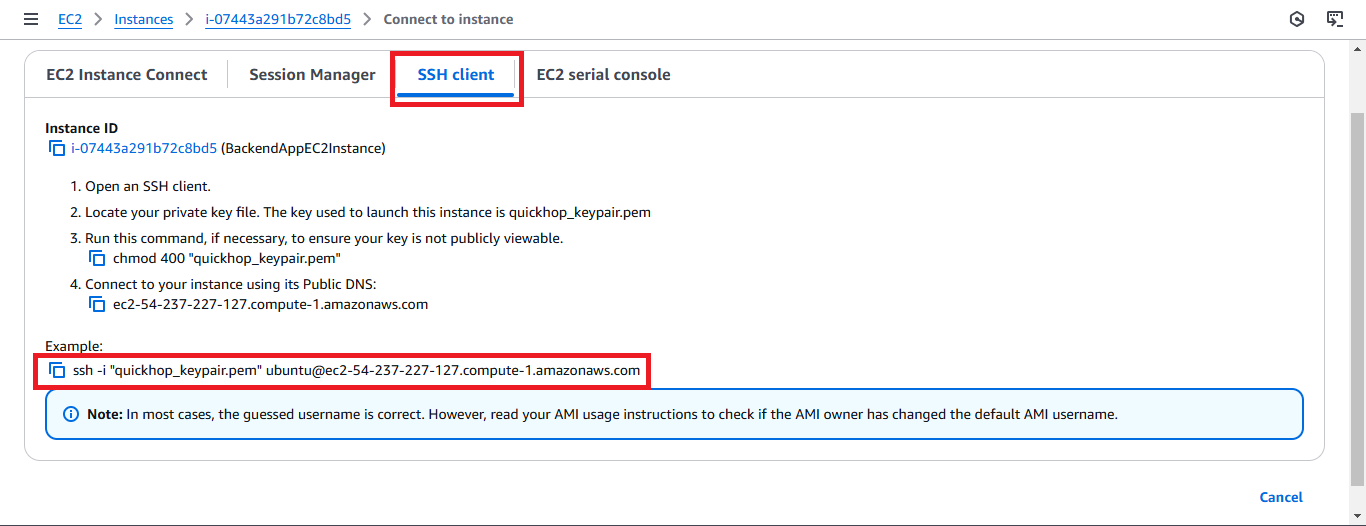 EC2 > Instances > i-07443a291b72c8bd5 > Connect to instance
EC2 Instance Connect Session Manager SSH client EC2 serial console
Instance ID
i-07443a291b72c8bd5 (BackendAppEC2Instance)
1. Open an SSH client.
2. Locate your private key file. The key used to launch this instance is quickhop_keypair.pem
3. Run this command, if necessary, to ensure your key is not publicly viewable.
chmod 400 "quickhop_keypair.pem"
4. Connect to your instance using its Public DNS:
ec2-54-237-227-127.compute-1.amazonaws.com
Example:
ssh -i "quickhop_keypair.pem" ubuntu@ec2-54-237-227-127.compute-1.amazonaws.com
Note: In most cases, the guessed username is correct. However, read your AMI usage instructions to check if the AMI owner has changed the default AMI username.
Cancel